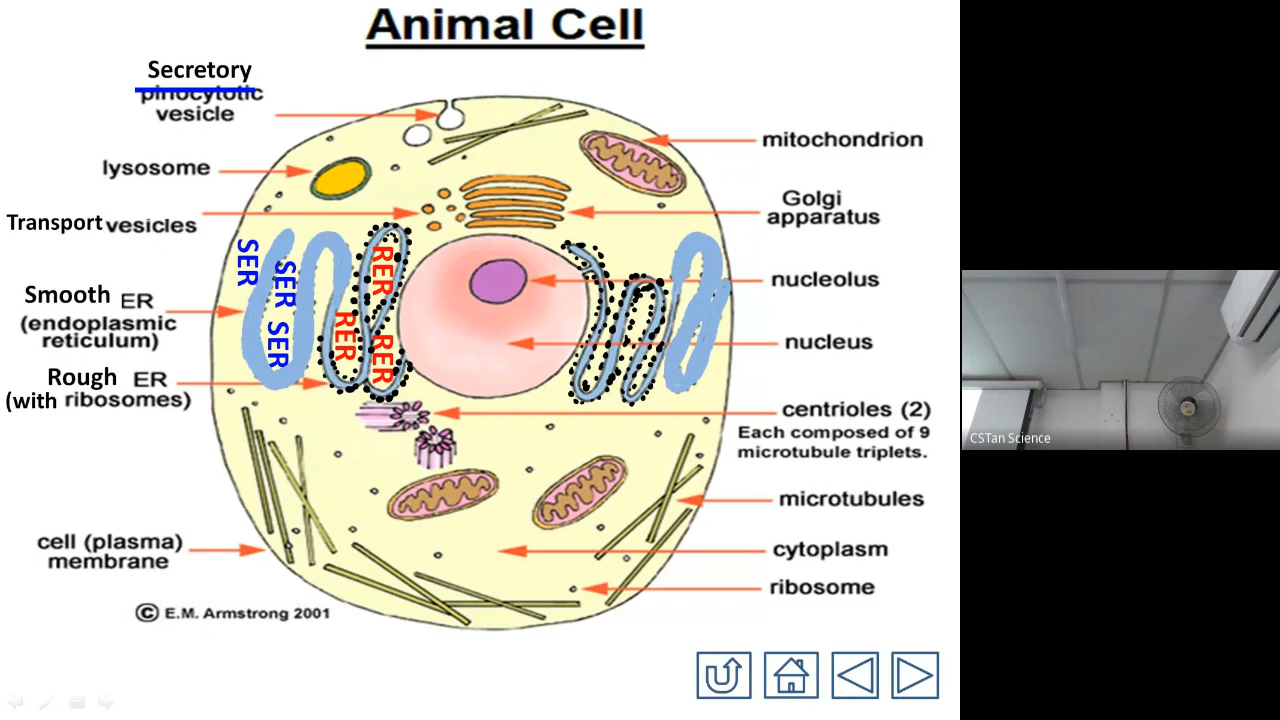 Animal Cell
Secretory
pinocytotic
vesicle
lysosome
Transport vesicles
Smooth ER
(endoplasmic
reticulum)
Rough ER
(with ribosomes)
cell (plasma)
membrane
SER
SER
SER
RER
RER
RER
mitochondrion
Golgi
apparatus
nucleolus
nucleus
centrioles (2)
Each composed of 9
microtubule triplets.
microtubules
cytoplasm
ribosome
© E.M. Armstrong 2001
CSTan Science